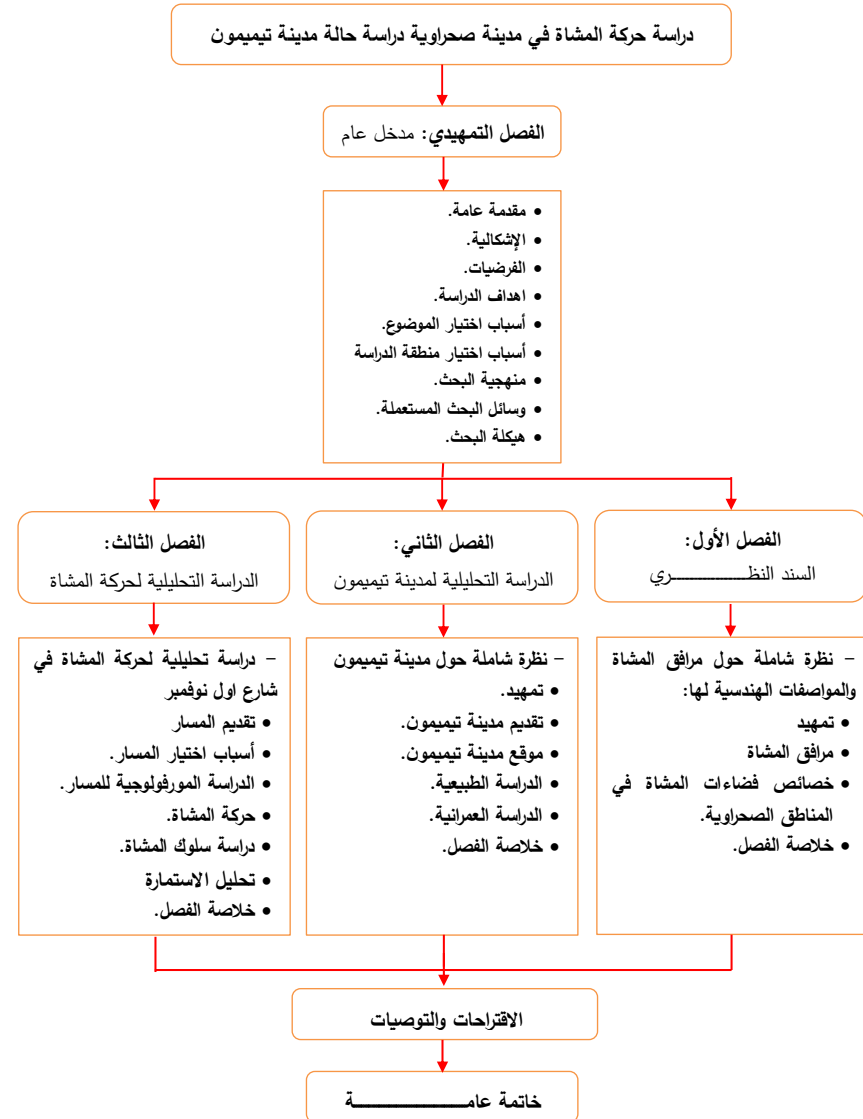 دراسة حركة المشاة في مدينة صحراوية دراسة حالة مدينة تيميمون
الفصل التمهيدي: مدخل عام
• مقدمة عامة.
• الإشكالية.
• الفرضيات.
• اهداف الدراسة.
• أسباب اختيار الموضوع.
• أسباب اختيار منطقة الدراسة
• منهجية البحث.
• وسائل البحث المستعملة.
• هيكلة البحث.
الفصل الأول:
السند النظـــــــــــــــري
– نظرة شاملة حول مرافق المشاة
والمواصفات الهندسية لها:
• تمهيد
• مرافق المشاة
• خصائص فضاءات المشاة في
المناطق الصحراوية.
• خلاصة الفصل.
الفصل الثاني:
الدراسة التحليلية لمدينة تيميمون
– نظرة شاملة حول مدينة تيميمون
• تمهيد.
• تقديم مدينة تيميمون.
• موقع مدينة تيميمون.
• الدراسة الطبيعية.
• الدراسة العمرانية.
• خلاصة الفصل.
الفصل الثالث:
الدراسة التحليلية لحركة المشاة
– دراسة تحليلية لحركة المشاة في
شارع اول نوفمبر
• تقديم المسار
• أسباب اختيار المسار.
• الدراسة المورفولوجية للمسار.
• حركة المشاة.
• دراسة سلوك المشاة.
• تحليل الاستمارة
• خلاصة الفصل.
الاقتراحات والتوصيات
خاتمة عامـــــــــــــــــــة